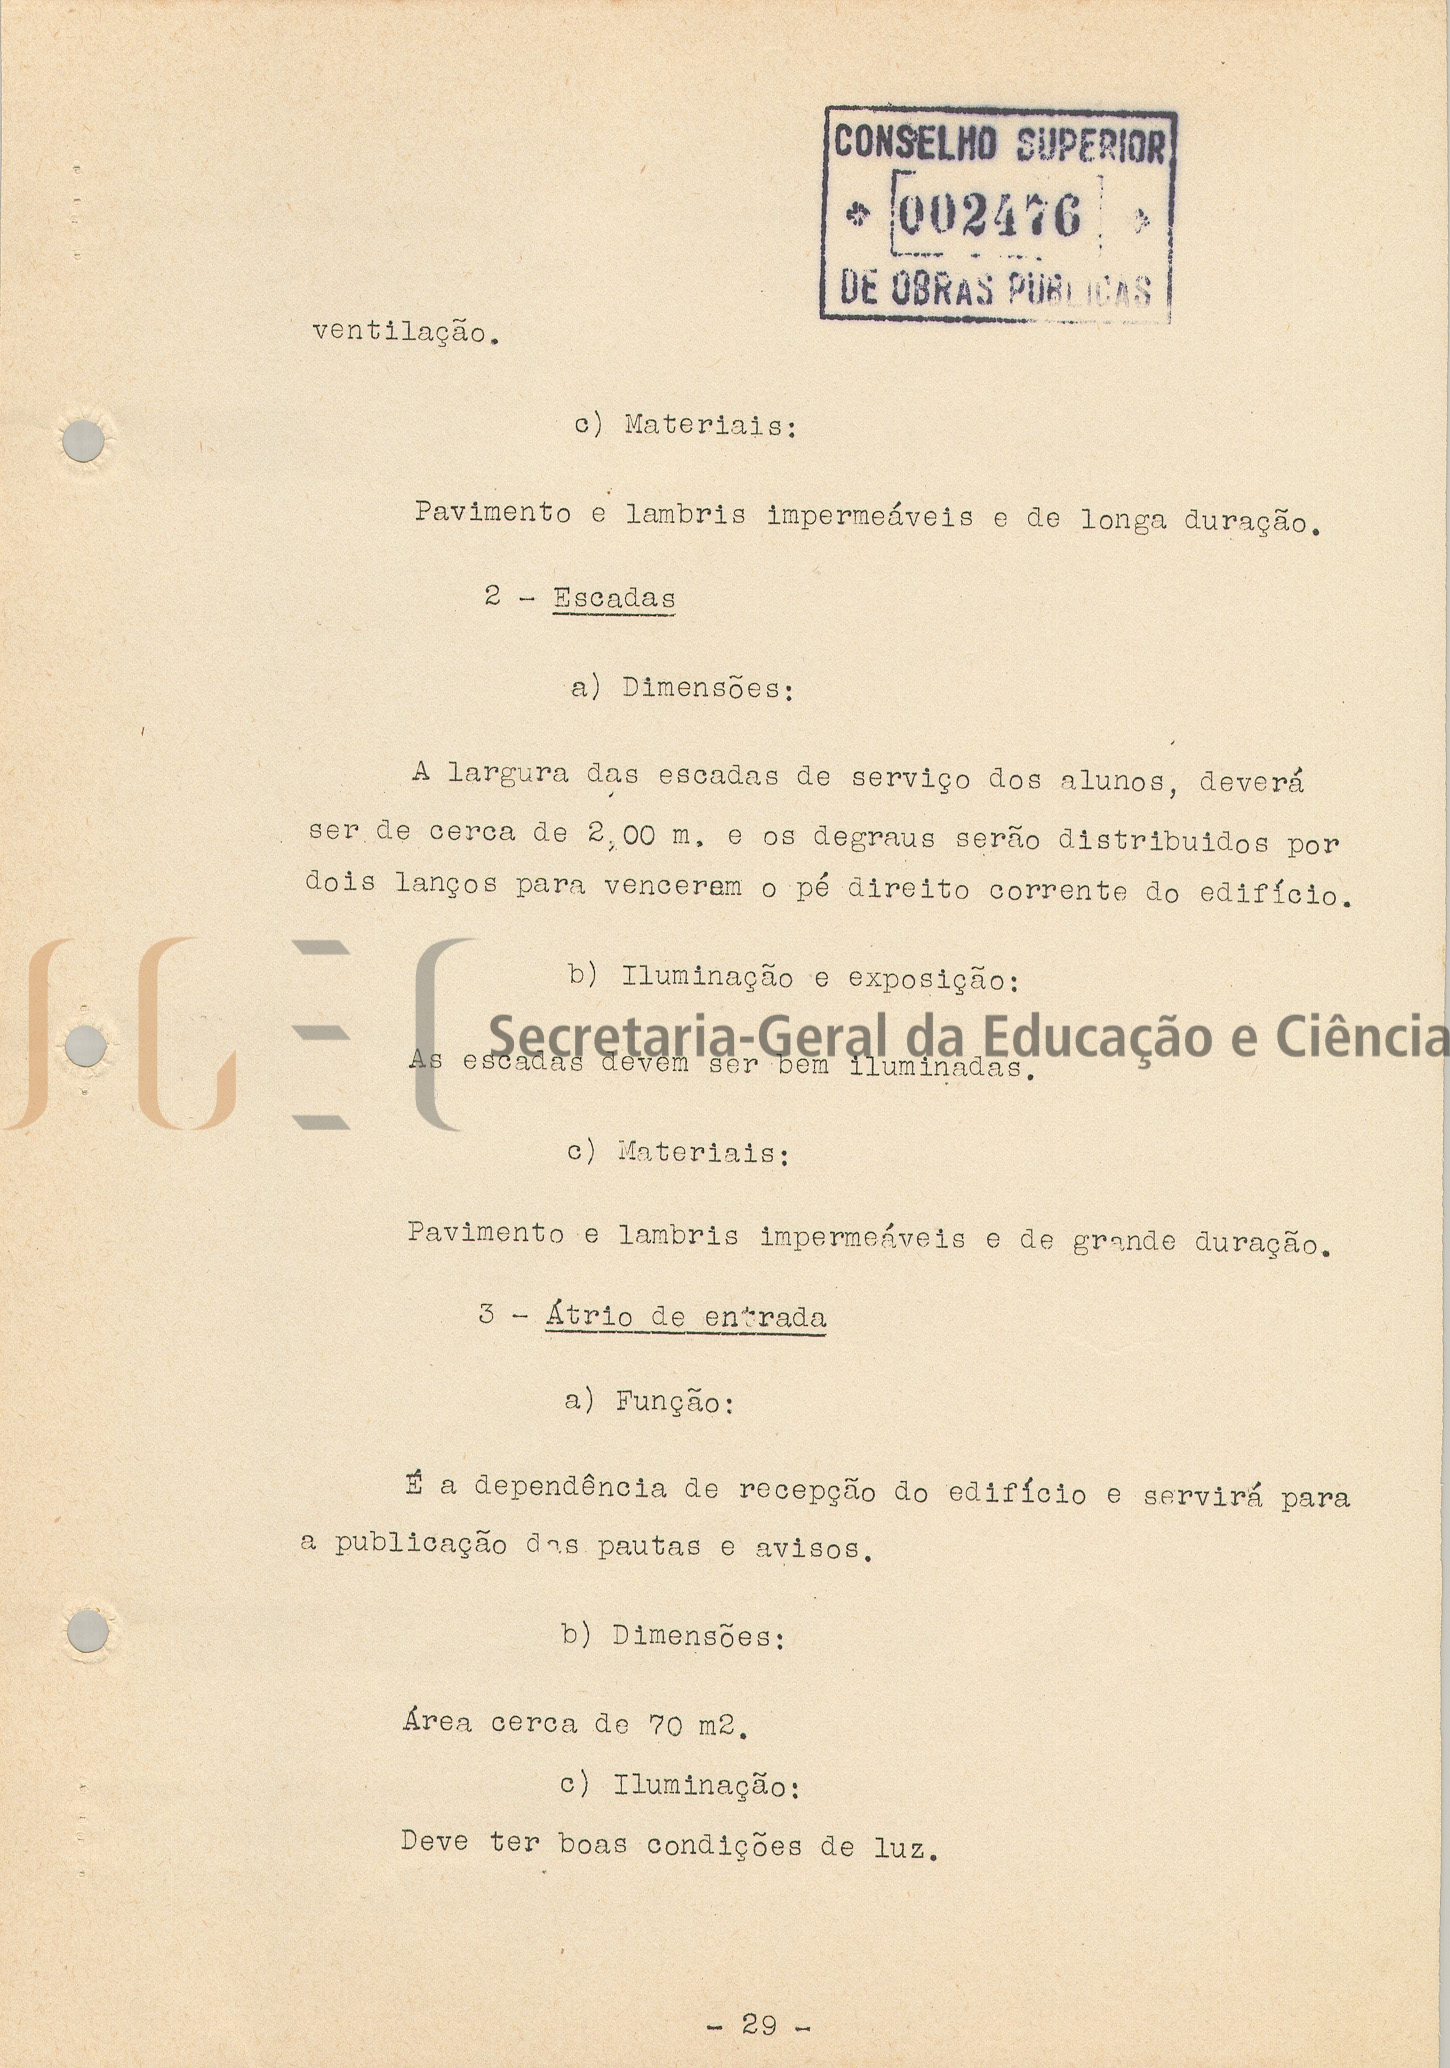 CONSELHO SUPERIOR
002476
DE OBRAS PUBLICAS
ventilação.
c) Materiais:
Pavimento e lambris impermeáveis e de longa duração.
2 - Escadas
a) Dimensões:
A largura das escadas de serviço dos alunos, deverá
ser de cerca de 2,00 m. e os degraus serão distribuidos por
dois lanços para vencerem o pé direito corrente do edifício.
b) Iluminação e exposição:
SGEC Secretaria-Geral da Educação e Ciência
As escadas devem ser bem iluminadas.
c) Materiais:
Pavimento e lambris impermeáveis e de grande duração.
3 - Átrio de entrada
a) Função:
É a dependência de recepção do edifício e servirá para
a publicação das pautas e avisos.
b) Dimensões:
Área cerca de 70 m2.
c) Iluminação:
Deve ter boas condições de luz.
- 29 -